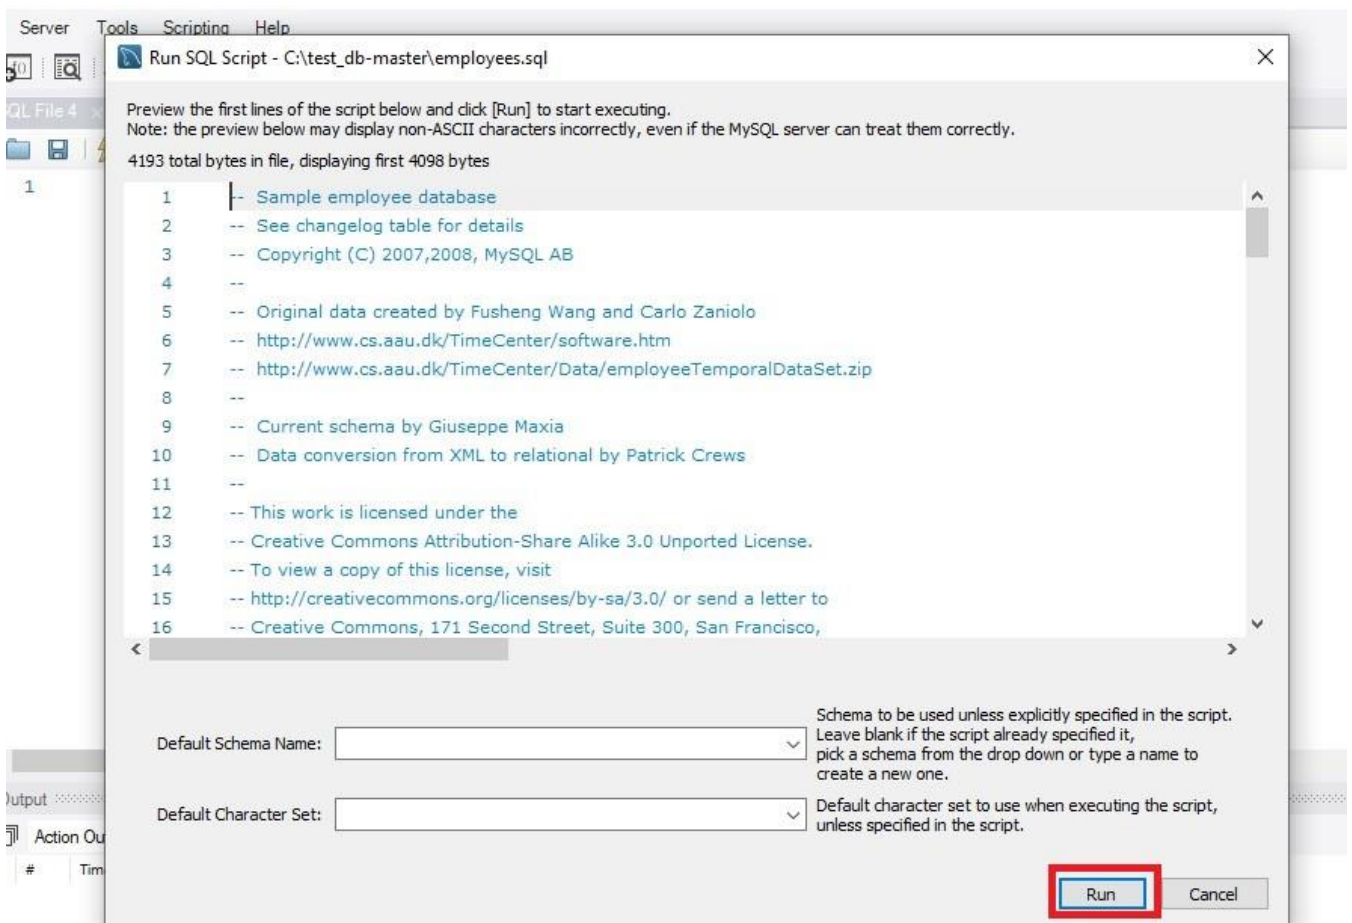 Server Tools Scripting Help
Run SQL Script - C:\test_db-master\employees.sql
QL File 4
Preview the first lines of the script below and click [Run] to start executing.
Note: the preview below may display non-ASCII characters incorrectly, even if the MySQL server can treat them correctly.
4193 total bytes in file, displaying first 4098 bytes
1
1 -- Sample employee database
2 -- See changelog table for details
3 -- Copyright (C) 2007,2008, MySQL AB
4 --
5 -- Original data created by Fusheng Wang and Carlo Zaniolo
6 -- http://www.cs.aau.dk/TimeCenter/software.htm
7 -- http://www.cs.aau.dk/TimeCenter/Data/employeeTemporalDataSet.zip
8 --
9 -- Current schema by Giuseppe Maxia
10 -- Data conversion from XML to relational by Patrick Crews
11 --
12 -- This work is licensed under the
13 -- Creative Commons Attribution-Share Alike 3.0 Unported License.
14 -- To view a copy of this license, visit
15 -- http://creativecommons.org/licenses/by-sa/3.0/ or send a letter to
16 -- Creative Commons, 171 Second Street, Suite 300, San Francisco,
Default Schema Name:
Schema to be used unless explicitly specified in the script.
Leave blank if the script already specified it,
pick a schema from the drop down or type a name to
create a new one.
Default Character Set:
Default character set to use when executing the script,
unless specified in the script.
utput
Action Ou
# Tim
Run Cancel